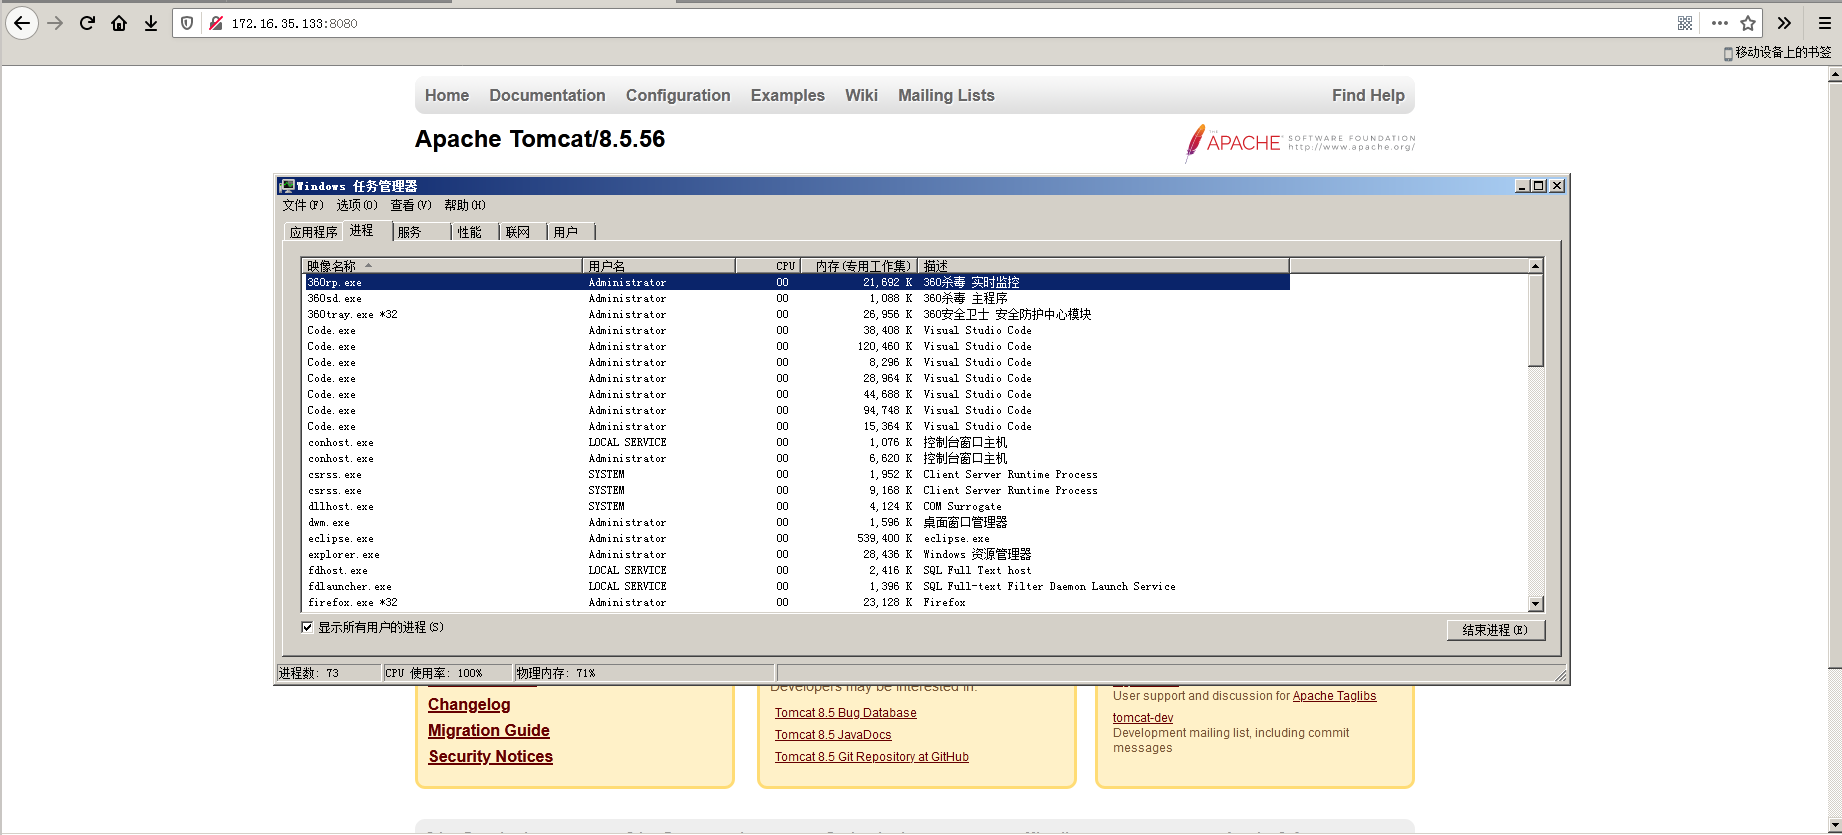 172.16.35.133:8080
移动设备上的书签
Home Documentation Configuration Examples Wiki Mailing Lists Find Help
Apache Tomcat/8.5.56
THE APACHE SOFTWARE FOUNDATION
http://www.apache.org/
Windows 任务管理器
文件(F) 选项(O) 查看(V) 帮助(H)
应用程序 进程 服务 性能 联网 用户
映像名称 用户名 CPU 内存(专用工作集) 描述
360rp.exe Administrator 00 21,692 K 360杀毒 实时监控
360sd.exe Administrator 00 1,088 K 360杀毒 主程序
360tray.exe *32 Administrator 00 26,956 K 360安全卫士 安全防护中心模块
Code.exe Administrator 00 38,408 K Visual Studio Code
Code.exe Administrator 00 120,460 K Visual Studio Code
Code.exe Administrator 00 8,296 K Visual Studio Code
Code.exe Administrator 00 28,964 K Visual Studio Code
Code.exe Administrator 00 44,688 K Visual Studio Code
Code.exe Administrator 00 94,748 K Visual Studio Code
Code.exe Administrator 00 15,364 K Visual Studio Code
conhost.exe LOCAL SERVICE 00 1,076 K 控制台窗口主机
conhost.exe Administrator 00 6,620 K 控制台窗口主机
csrss.exe SYSTEM 00 1,952 K Client Server Runtime Process
csrss.exe SYSTEM 00 9,168 K Client Server Runtime Process
dllhost.exe SYSTEM 00 4,124 K COM Surrogate
dwm.exe Administrator 00 1,596 K 桌面窗口管理器
eclipse.exe Administrator 00 539,400 K eclipse.exe
explorer.exe Administrator 00 28,436 K Windows 资源管理器
fdhost.exe LOCAL SERVICE 00 2,416 K SQL Full Text host
fdlauncher.exe LOCAL SERVICE 00 1,396 K SQL Full-text Filter Daemon Launch Service
firefox.exe *32 Administrator 00 23,128 K Firefox
显示所有用户的进程(S)
结束进程(E)
进程数: 73 CPU 使用率: 100% 物理内存: 71%
Changelog
Migration Guide
Security Notices
Developers may be interested in:
Tomcat 8.5 Bug Database
Tomcat 8.5 JavaDocs
Tomcat 8.5 Git Repository at GitHub
User support and discussion for Apache Taglibs
tomcat-dev
Development mailing list, including commit
messages